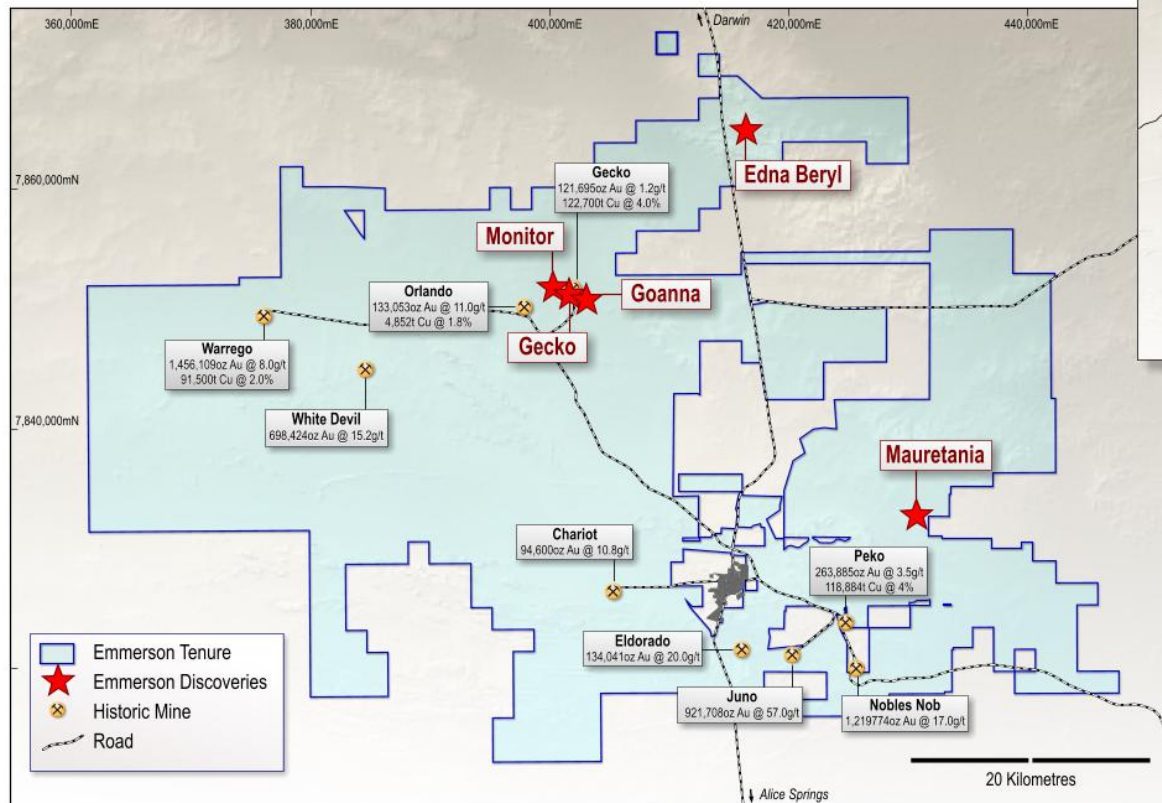 360,000mE
380,000mE
400,000mE
420,000mE
440,000mE
Darwin
7,860,000mN
Edna Beryl
Gecko
121,695oz Au @ 1.2g/t
122,700t Cu @ 4.0%
Monitor
Orlando
133,053oz Au @ 11.0g/t
4,852t Cu @ 1.8%
Goanna
Gecko
Warrego
1,456,109oz Au @ 8.0g/t
91.500t Cu @ 2.0%
7,840,000mN
White Devil
698,424oz Au @ 15.2g/t
Mauretania
Chariot
94,600oz Au @ 10.8g/t
Peko
263,885oz Au @ 3.5g/t
118,884t Cu @ 4%
Eldorado
134,041oz Au @ 20.0g/t
Juno
921,708oz Au @ 57.0g/t
Nobles Nob
1,219774oz Au @ 17.0g/t
Emmerson Tenure
Emmerson Discoveries
Historic Mine
Road
20 Kilometres
Alice Springs